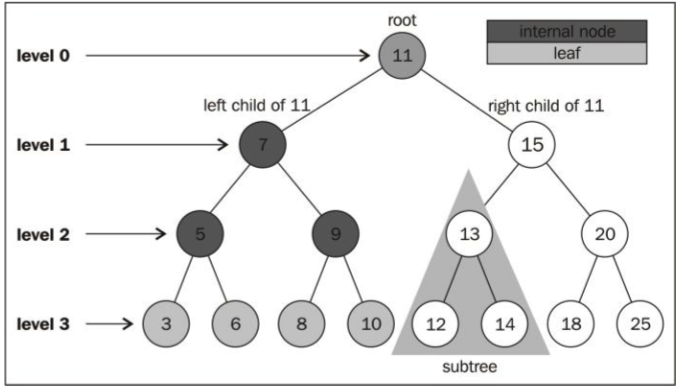 root
internal node
leaf
level 0
11
left child of 11
right child of 11
level 1
7
15
level 2
5
9
13
20
level 3
3
6
8
10
12
14
18
25
subtree